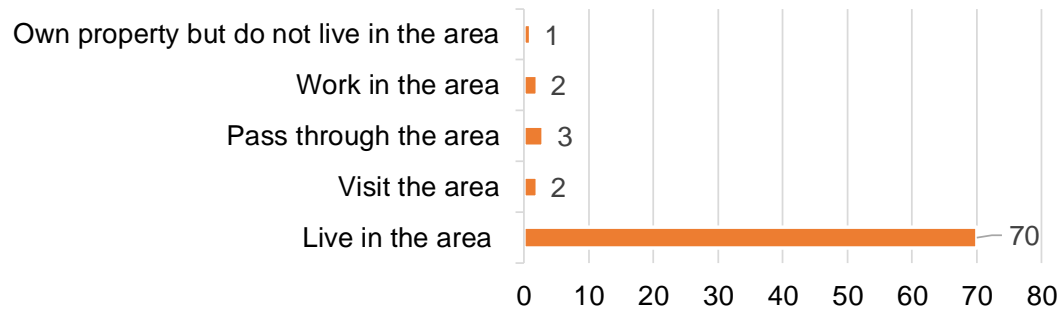 Own property but do not live in the area 1
Work in the area 2
Pass through the area 3
Visit the area 2
Live in the area 70
0 10 20 30 40 50 60 70 80